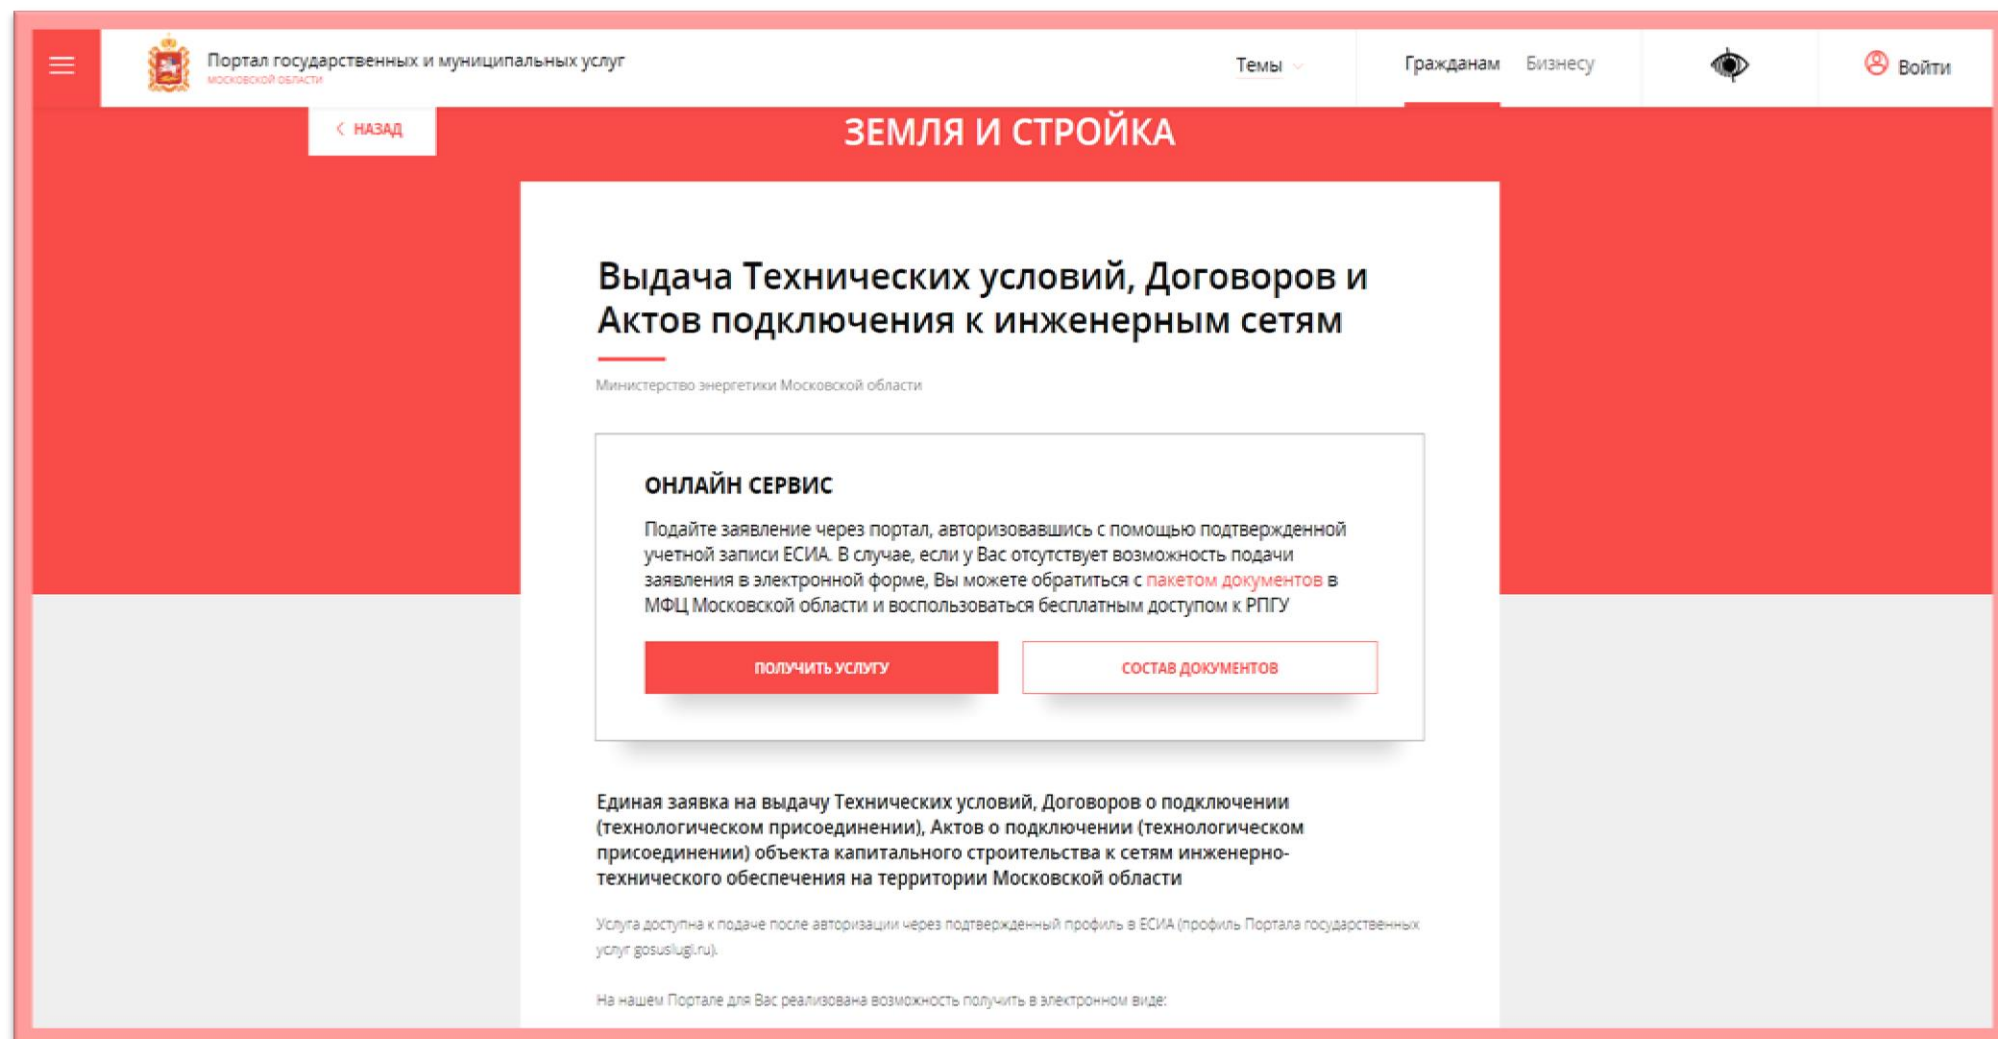 Портал государственных и муниципальных услуг
МОСКОВСКОЙ ОБЛАСТИ
Темы
Гражданам
Бизнесу
Войти
< НАЗАД
ЗЕМЛЯ И СТРОЙКА
Выдача Технических условий, Договоров и
Актов подключения к инженерным сетям
Министерство энергетики Московской области
ОНЛАЙН СЕРВИС
Подайте заявление через портал, авторизовавшись с помощью подтвержденной
учетной записи ЕСИА. В случае, если у Вас отсутствует возможность подачи
заявления в электронной форме, Вы можете обратиться с пакетом документов в
МФЦ Московской области и воспользоваться бесплатным доступом к РПГУ
ПОЛУЧИТЬ УСЛУГУ
СОСТАВ ДОКУМЕНТОВ
Единая заявка на выдачу Технических условий, Договоров о подключении
(технологическом присоединении), Актов о подключении (технологическом
присоединении) объекта капитального строительства к сетям инженерно-
технического обеспечения на территории Московской области
Услуга доступна к подаче после авторизации через подтвержденный профиль в ЕСИА (профиль Портала государственных
услуг gosuslugi.ru).
На нашем Портале для Вас реализована возможность получить в электронном виде: